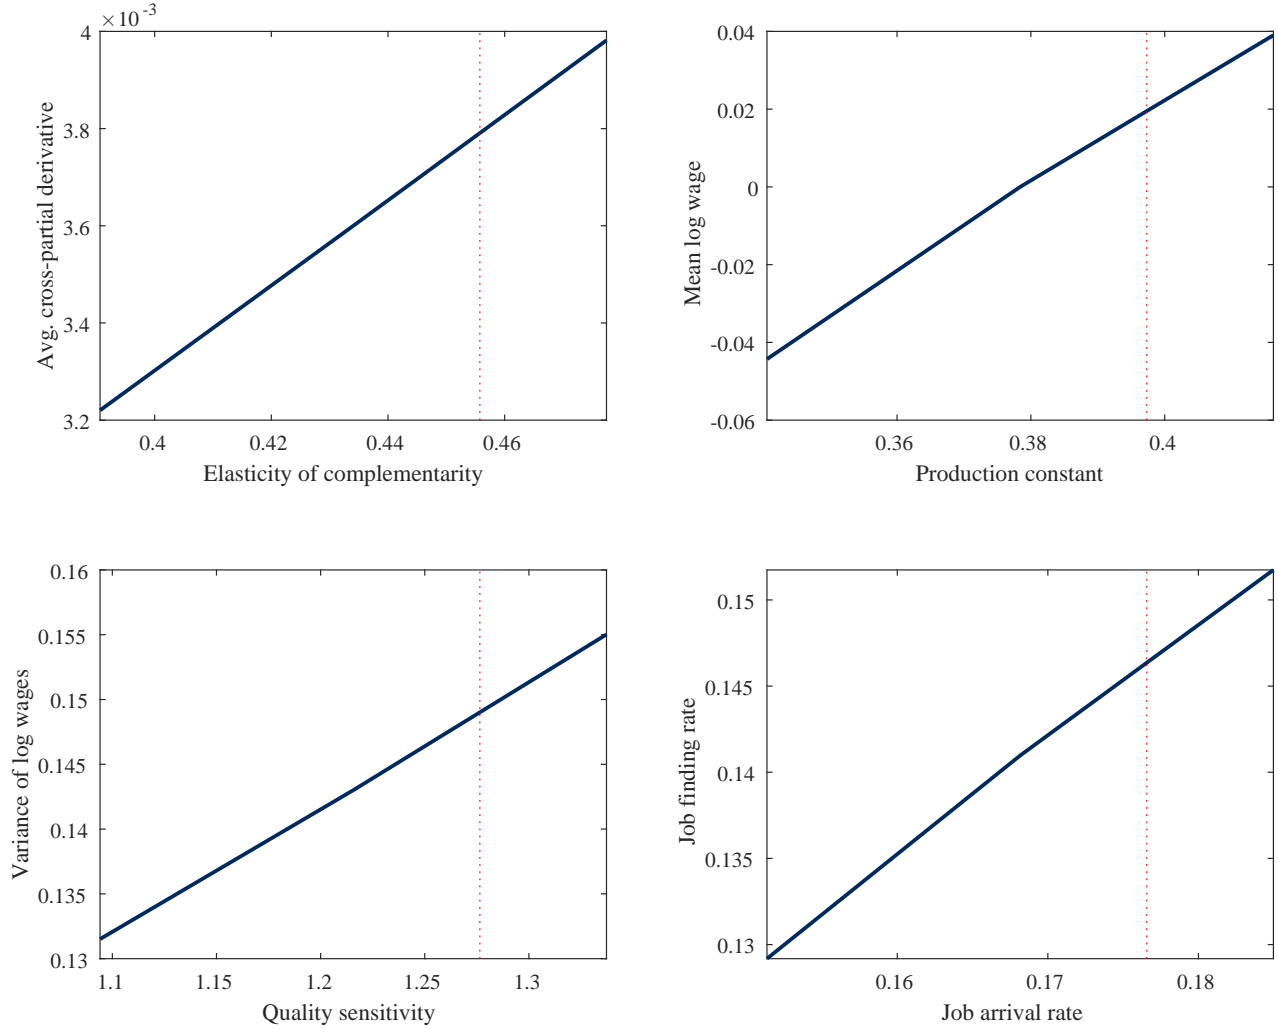 ×10⁻³
4
3.8
3.6
3.4
3.2
Avg. cross-partial derivative
0.4 0.42 0.44 0.46
Elasticity of complementarity
0.04
0.02
0
-0.02
-0.04
-0.06
Mean log wage
0.36 0.38 0.4
Production constant
0.16
0.155
0.15
0.145
0.14
0.135
0.13
Variance of log wages
1.1 1.15 1.2 1.25 1.3
Quality sensitivity
0.15
0.145
0.14
0.135
0.13
Job finding rate
0.16 0.17 0.18
Job arrival rate